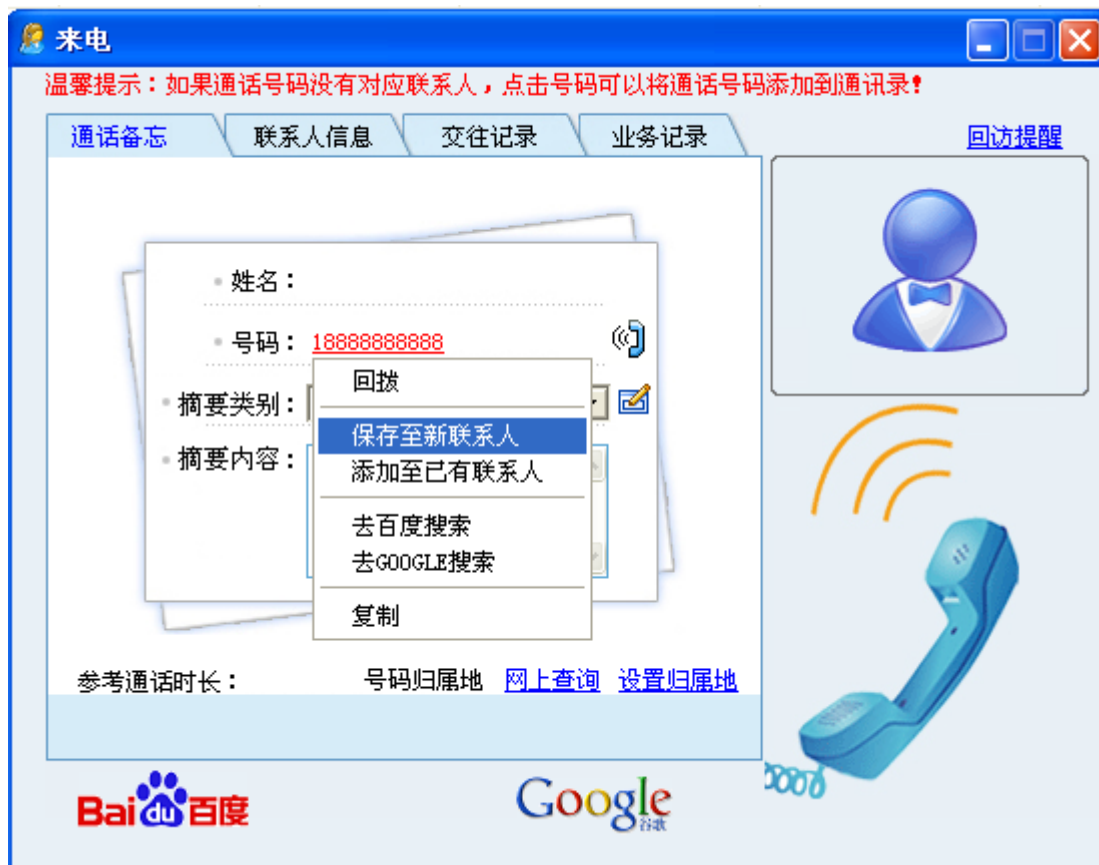 来电
温馨提示：如果通话号码没有对应联系人，点击号码可以将通话号码添加到通讯录！
通话备忘 联系人信息 交往记录 业务记录 回访提醒
姓名：
号码：18888888888
回拨
摘要类别：
保存至新联系人
摘要内容：
添加至已有联系人
去百度搜索
去GOOGLE搜索
复制
参考通话时长： 号码归属地 网上查询 设置归属地
Bai du 百度 Google
谷歌